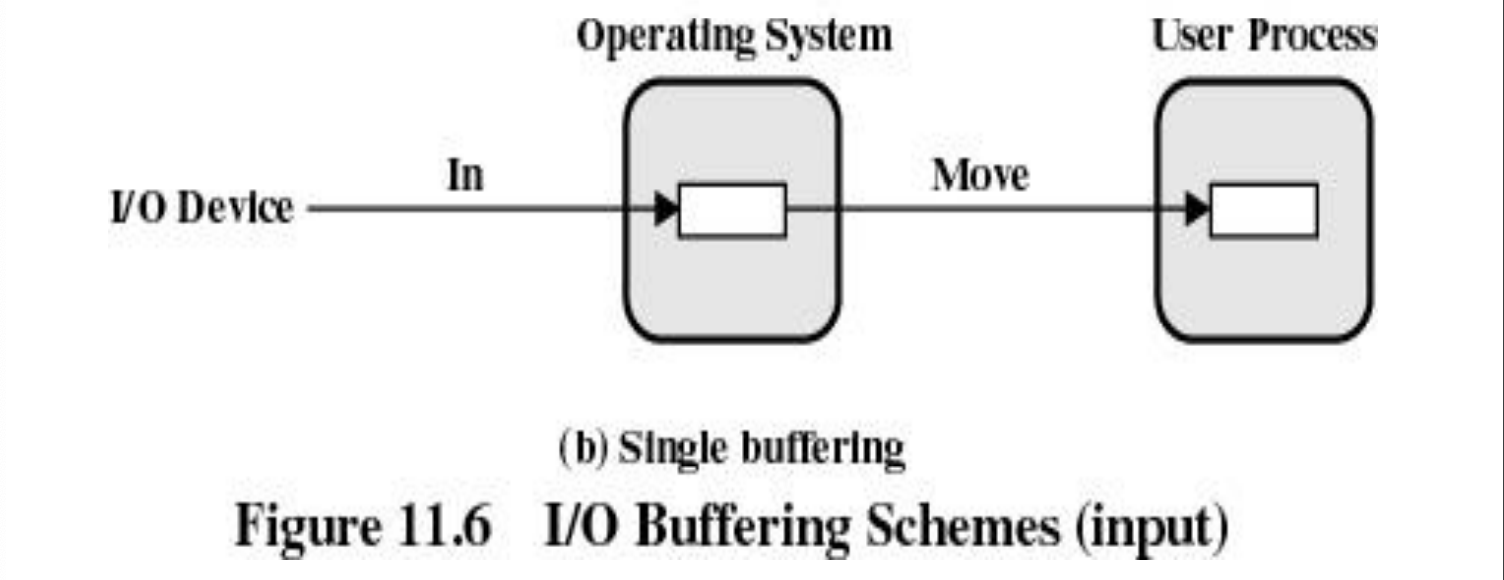 Operating System User Process
In Move
I/O Device
(b) Single buffering
Figure 11.6 I/O Buffering Schemes (input)